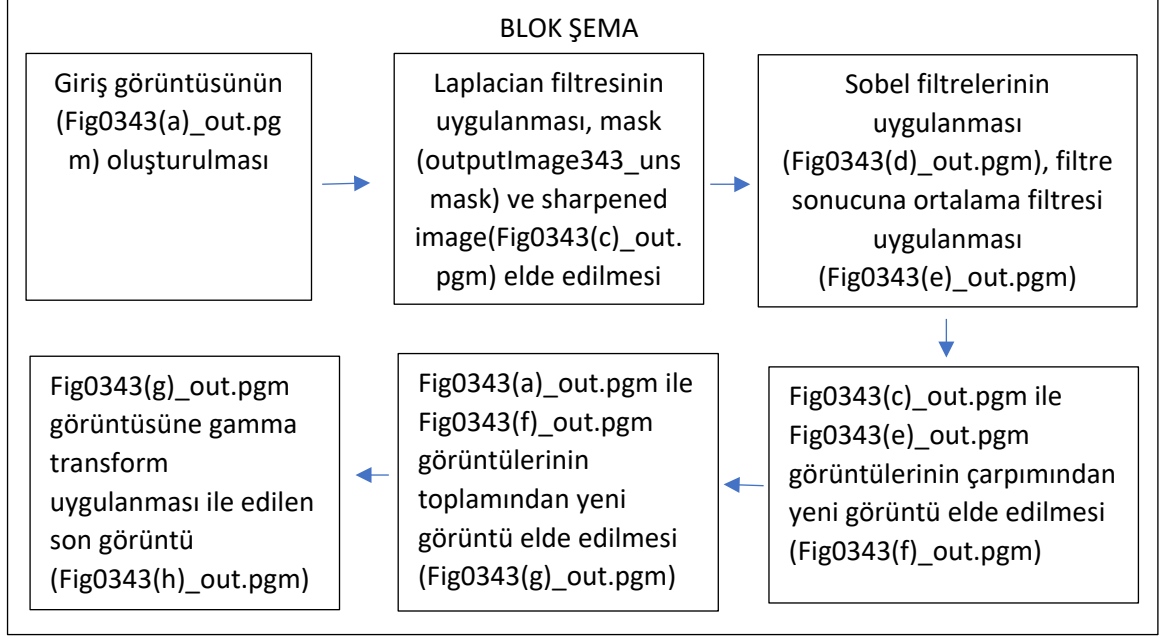 BLOK ŞEMA
Giriş görüntüsünün
(Fig0343(a)_out.pg
m) oluşturulması
Laplacian filtresinin
uygulanması, mask
(outputImage343_uns
mask) ve sharpened
image(Fig0343(c)_out.
pgm) elde edilmesi
Sobel filtrelerinin
uygulanması
(Fig0343(d)_out.pgm), filtre
sonucuna ortalama filtresi
uygulanması
(Fig0343(e)_out.pgm)
Fig0343(c)_out.pgm ile
Fig0343(e)_out.pgm
görüntülerinin çarpımından
yeni görüntü elde edilmesi
(Fig0343(f)_out.pgm)
Fig0343(a)_out.pgm ile
Fig0343(f)_out.pgm
görüntülerinin
toplamından yeni
görüntü elde edilmesi
(Fig0343(g)_out.pgm)
Fig0343(g)_out.pgm
görüntüsüne gamma
transform
uygulanması ile edilen
son görüntü
(Fig0343(h)_out.pgm)